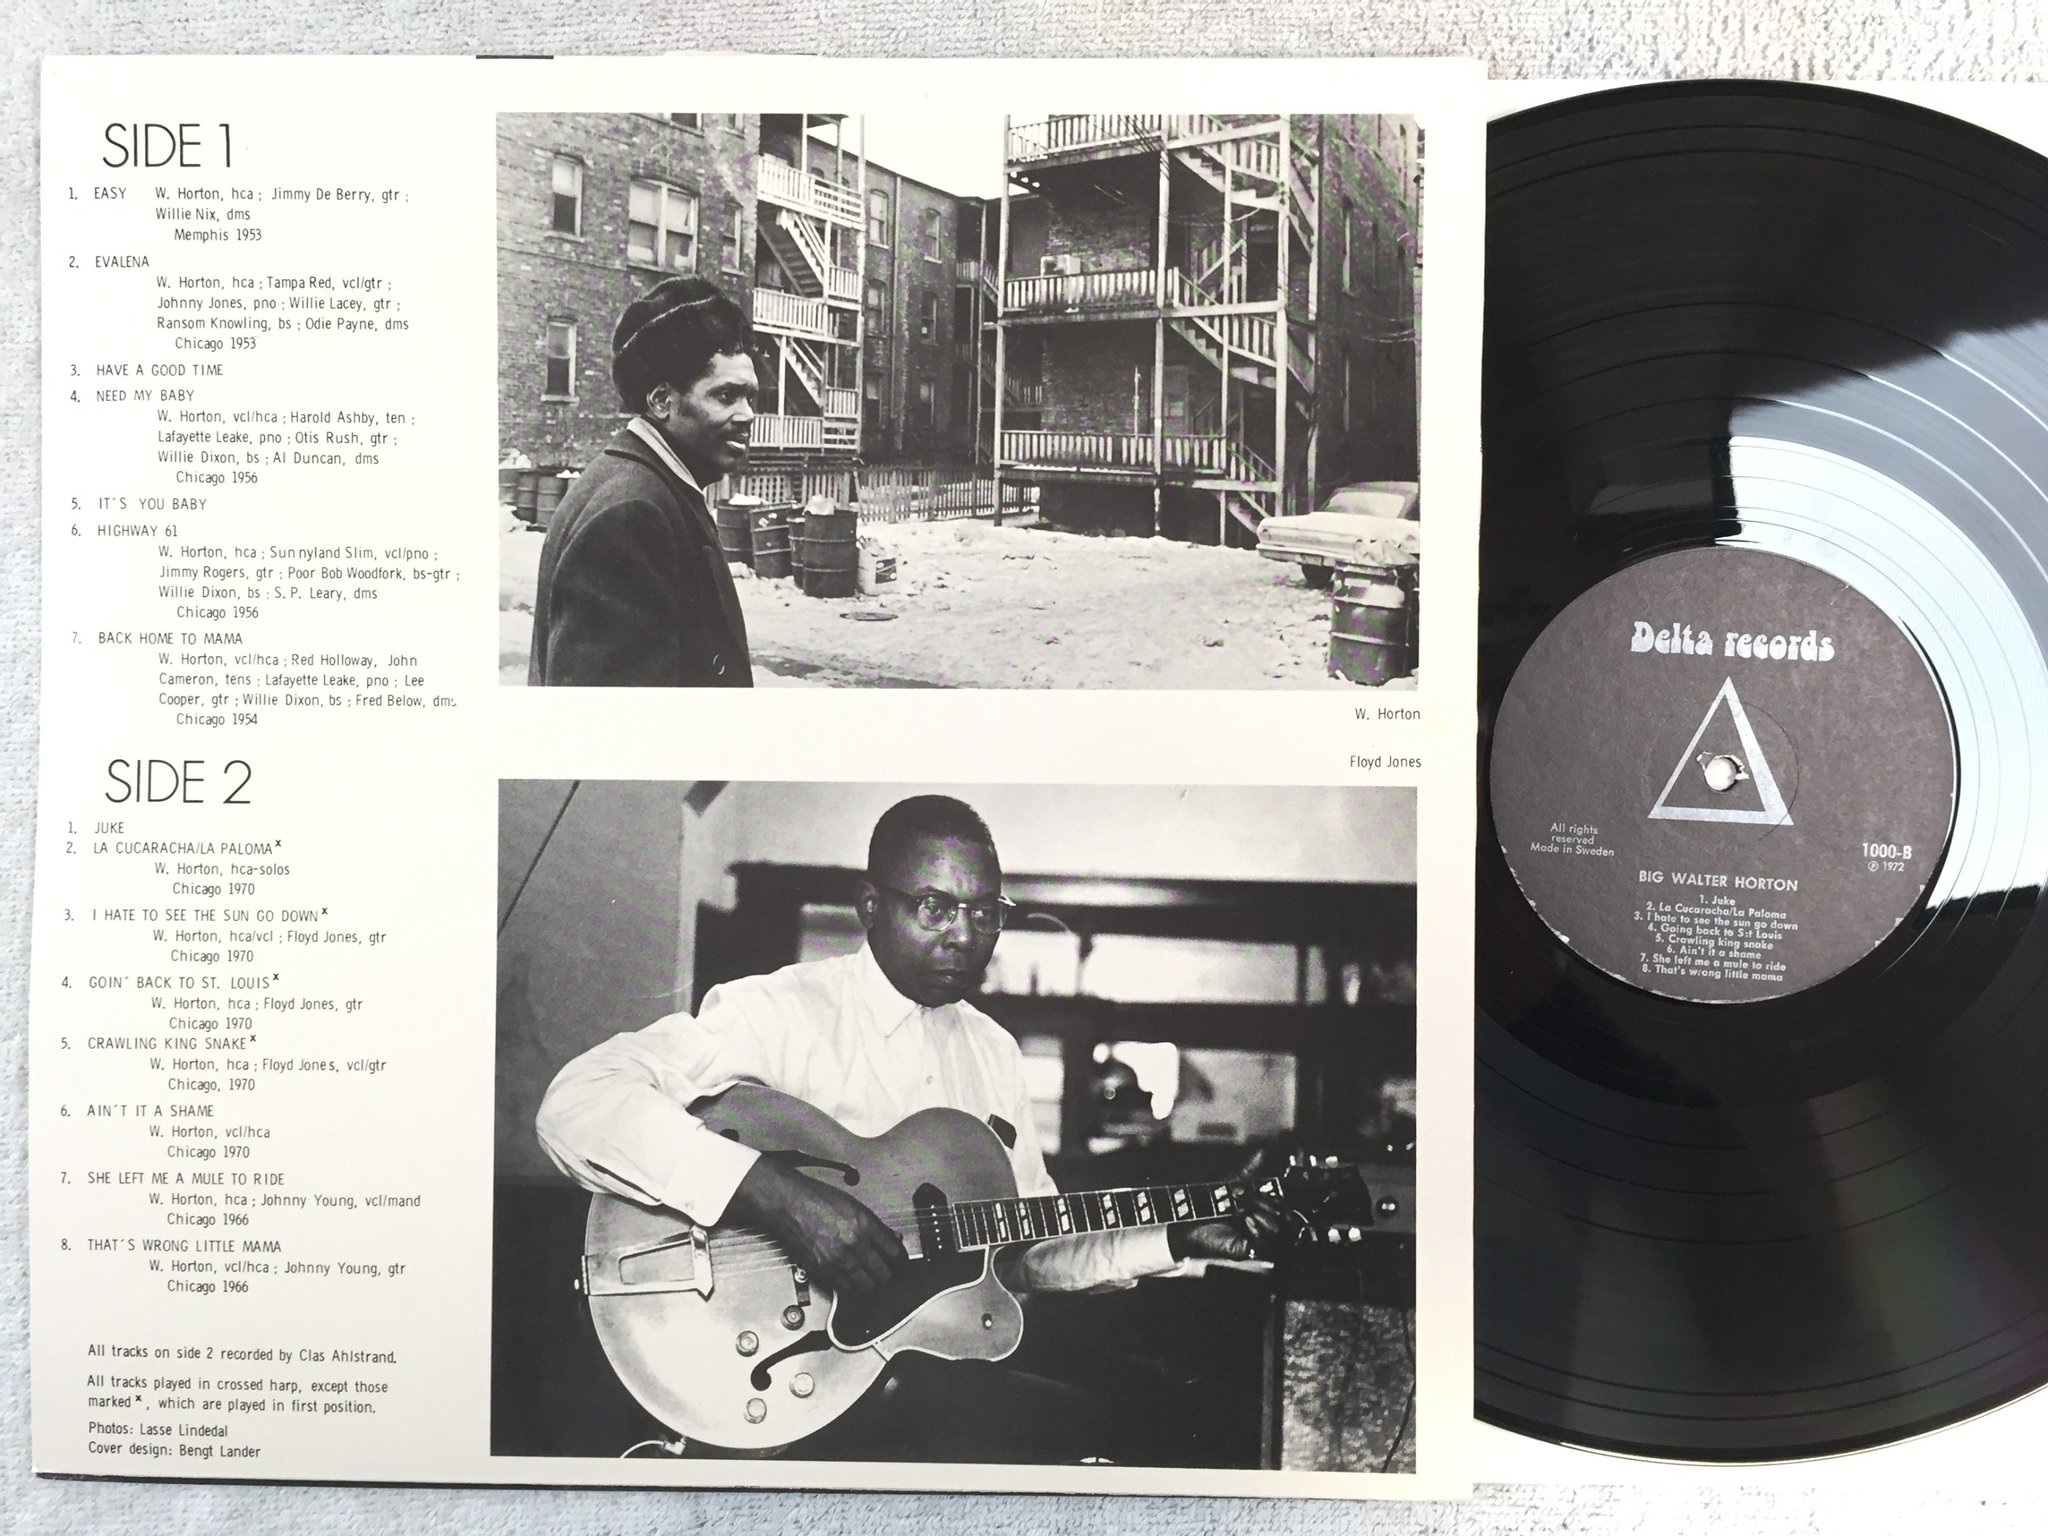 SIDE 1
1. EASY W. Horton, hca ; Jimmy De Berry, gtr ;
Willie Nix, dms
Memphis 1953
2. EVALENA
W. Horton, hca ; Tampa Red, vcl/gtr ;
Johnny Jones, pno ; Willie Lacey, gtr ;
Ransom Knowling, bs ; Odie Payne, dms
Chicago 1953
3. HAVE A GOOD TIME
4. NEED MY BABY
W. Horton, vcl/hca ; Harold Ashby, ten ;
Lafayette Leake, pno ; Otis Rush, gtr ;
Willie Dixon, bs ; Al Duncan, dms
Chicago 1956
5. IT´S YOU BABY
6. HIGHWAY 61
W. Horton, hca ; Sunnyland Slim, vcl/pno ;
Jimmy Rogers, gtr ; Poor Bob Woodfork, bs-gtr ;
Willie Dixon, bs ; S.P. Leary, dms
Chicago 1956
7. BACK HOME TO MAMA
W. Horton, vcl/hca ; Red Holloway, John
Cameron, tens ; Lafayette Leake, pno ; Lee
Cooper, gtr ; Willie Dixon, bs ; Fred Below, dms
Chicago 1954
SIDE 2
1. JUKE
2. LA CUCARACHA/LA PALOMA x
W. Horton, hca-solos
Chicago 1970
3. I HATE TO SEE THE SUN GO DOWN x
W. Horton, hca/vcl ; Floyd Jones, gtr
Chicago 1970
4. GOIN´ BACK TO ST. LOUIS x
W. Horton, hca ; Floyd Jones, gtr
Chicago 1970
5. CRAWLING KING SNAKE x
W. Horton, hca ; Floyd Jones, vcl/gtr
Chicago, 1970
6. AIN´T IT A SHAME
W. Horton, vcl/hca
Chicago 1970
7. SHE LEFT ME A MULE TO RIDE
W. Horton, hca ; Johnny Young, vcl/mand
Chicago 1966
8. THAT´S WRONG LITTLE MAMA
W. Horton, vcl/hca ; Johnny Young, gtr
Chicago 1966
All tracks on side 2 recorded by Clas Ahlstrand.
All tracks played in crossed harp, except those
marked x , which are played in first position.
Photos: Lasse Lindedal
Cover design: Bengt Lander
W. Horton
Floyd Jones
Delta records
All rights
reserved
Made in Sweden
1000-B
℗ 1972
BIG WALTER HORTON
1. Juke
2. La Cucaracha/La Paloma
3. I hate to see the sun go down
4. Going back to S:t Louis
5. Crawling king snake
6. Ain't it a shame
7. She left me a mule to ride
8. That's wrong little mama